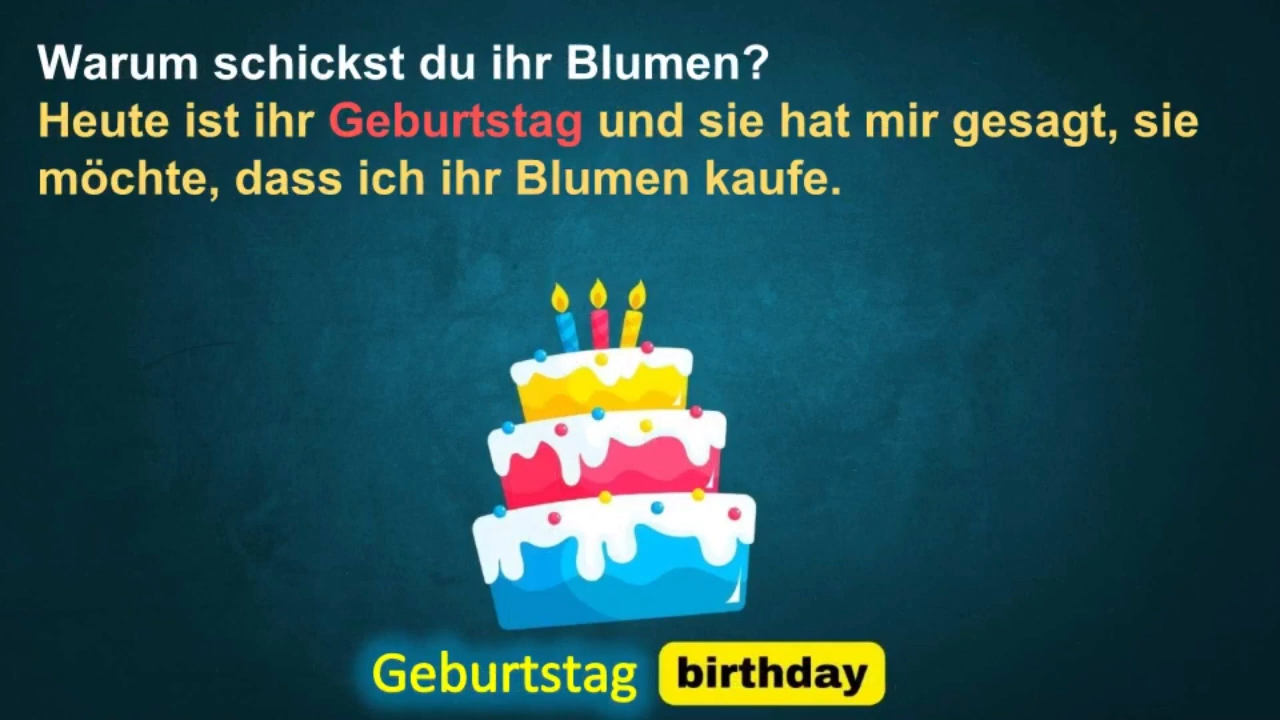 Warum schickst du ihr Blumen?
Heute ist ihr Geburtstag und sie hat mir gesagt, sie
möchte, dass ich ihr Blumen kaufe.
Geburtstag birthday